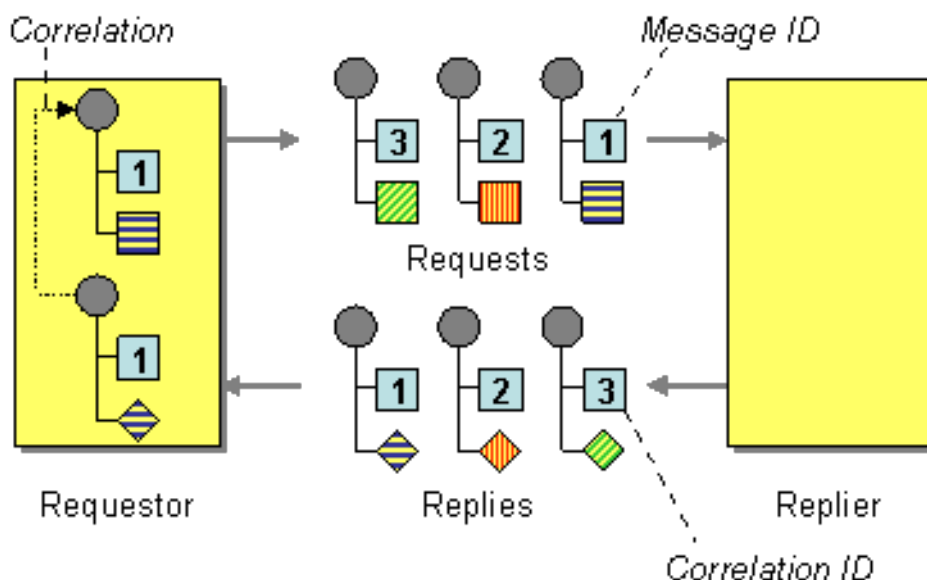 Correlation
Message ID
3 2 1
1
Requests
1
1 2 3
Requestor
Replies
Replier
Correlation ID